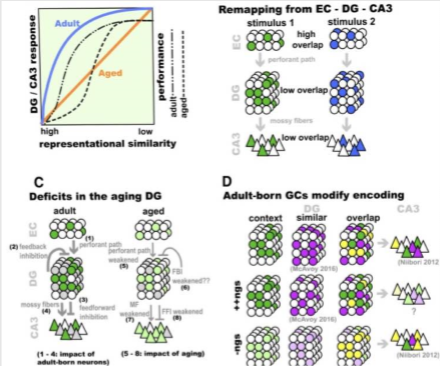 DG / CA3 response
Adult
Aged
high
low
representational similarity
performance
adult
aged
Remapping from EC - DG - CA3
stimulus 1
stimulus 2
EC
high
overlap
perforant path
DG
low overlap
mossy fibers
CA3
low overlap
C
Deficits in the aging DG
adult
aged
EC
(1)
(2) feedback
inhibition
perforant path
perforant path
weakened
(5)
DG
FBI
weakened??
(6)
mossy fibers
(4)
(3)
feedforward
inhibition
MF
weakened
(7)
FFI weakened
(8)
CA3
(1 - 4: impact of
adult-born neurons)
(5 - 8: impact of aging)
D
Adult-born GCs modify encoding
DG
CA3
context
similar
overlap
(McAvoy 2016)
(Niibori 2012
++ngs
(McAvoy 2016)
?
-ngs
(Niibori 2012)